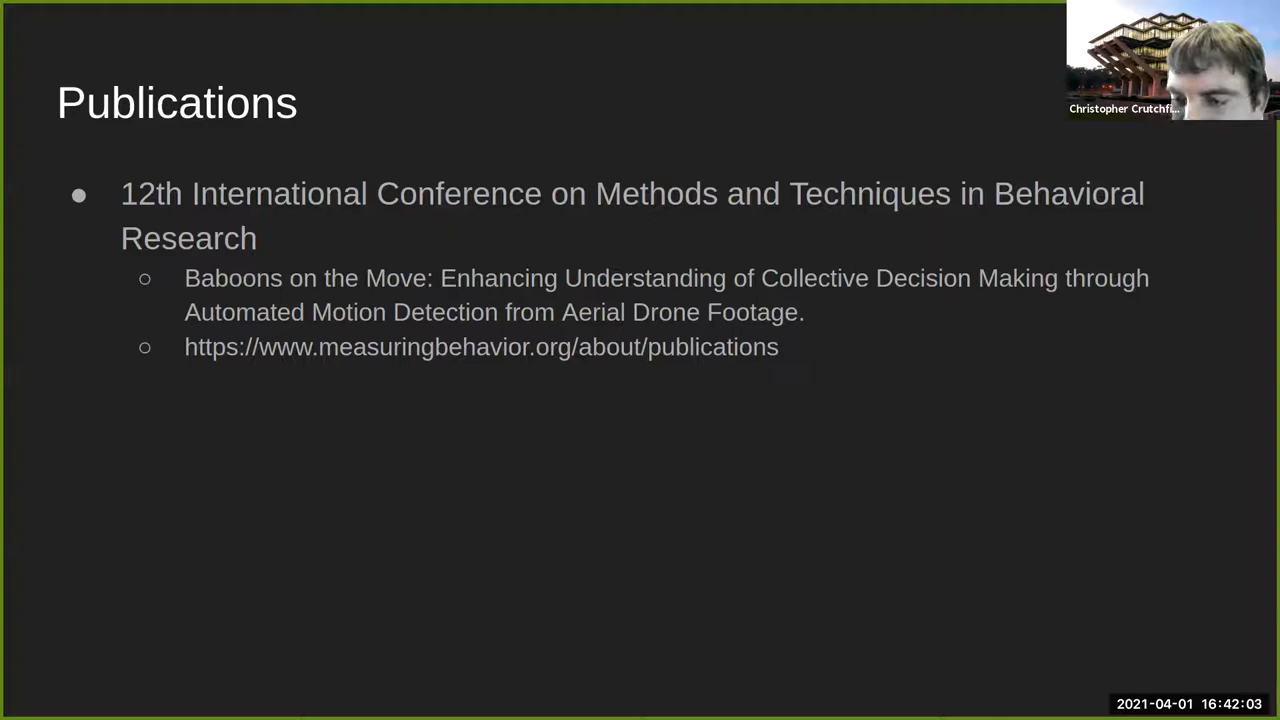 Publications
Christopher Crutchfi...
● 12th International Conference on Methods and Techniques in Behavioral
Research
○ Baboons on the Move: Enhancing Understanding of Collective Decision Making through
Automated Motion Detection from Aerial Drone Footage.
○ https://www.measuringbehavior.org/about/publications
2021-04-01 16:42:03